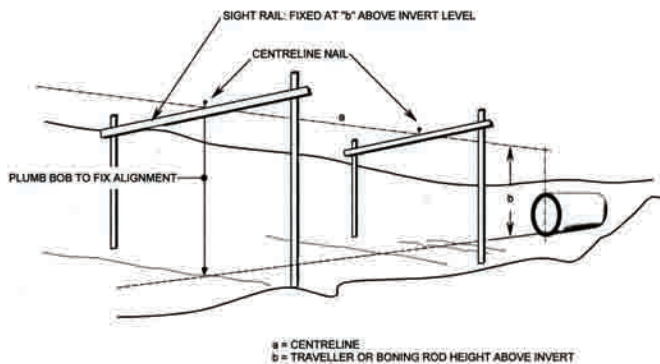 SIGHT RAIL: FIXED AT "b" ABOVE INVERT LEVEL
CENTRELINE NAIL
a
PLUMB BOB TO FIX ALIGNMENT
b
a = CENTRELINE
b = TRAVELLER OR BONING ROD HEIGHT ABOVE INVERT